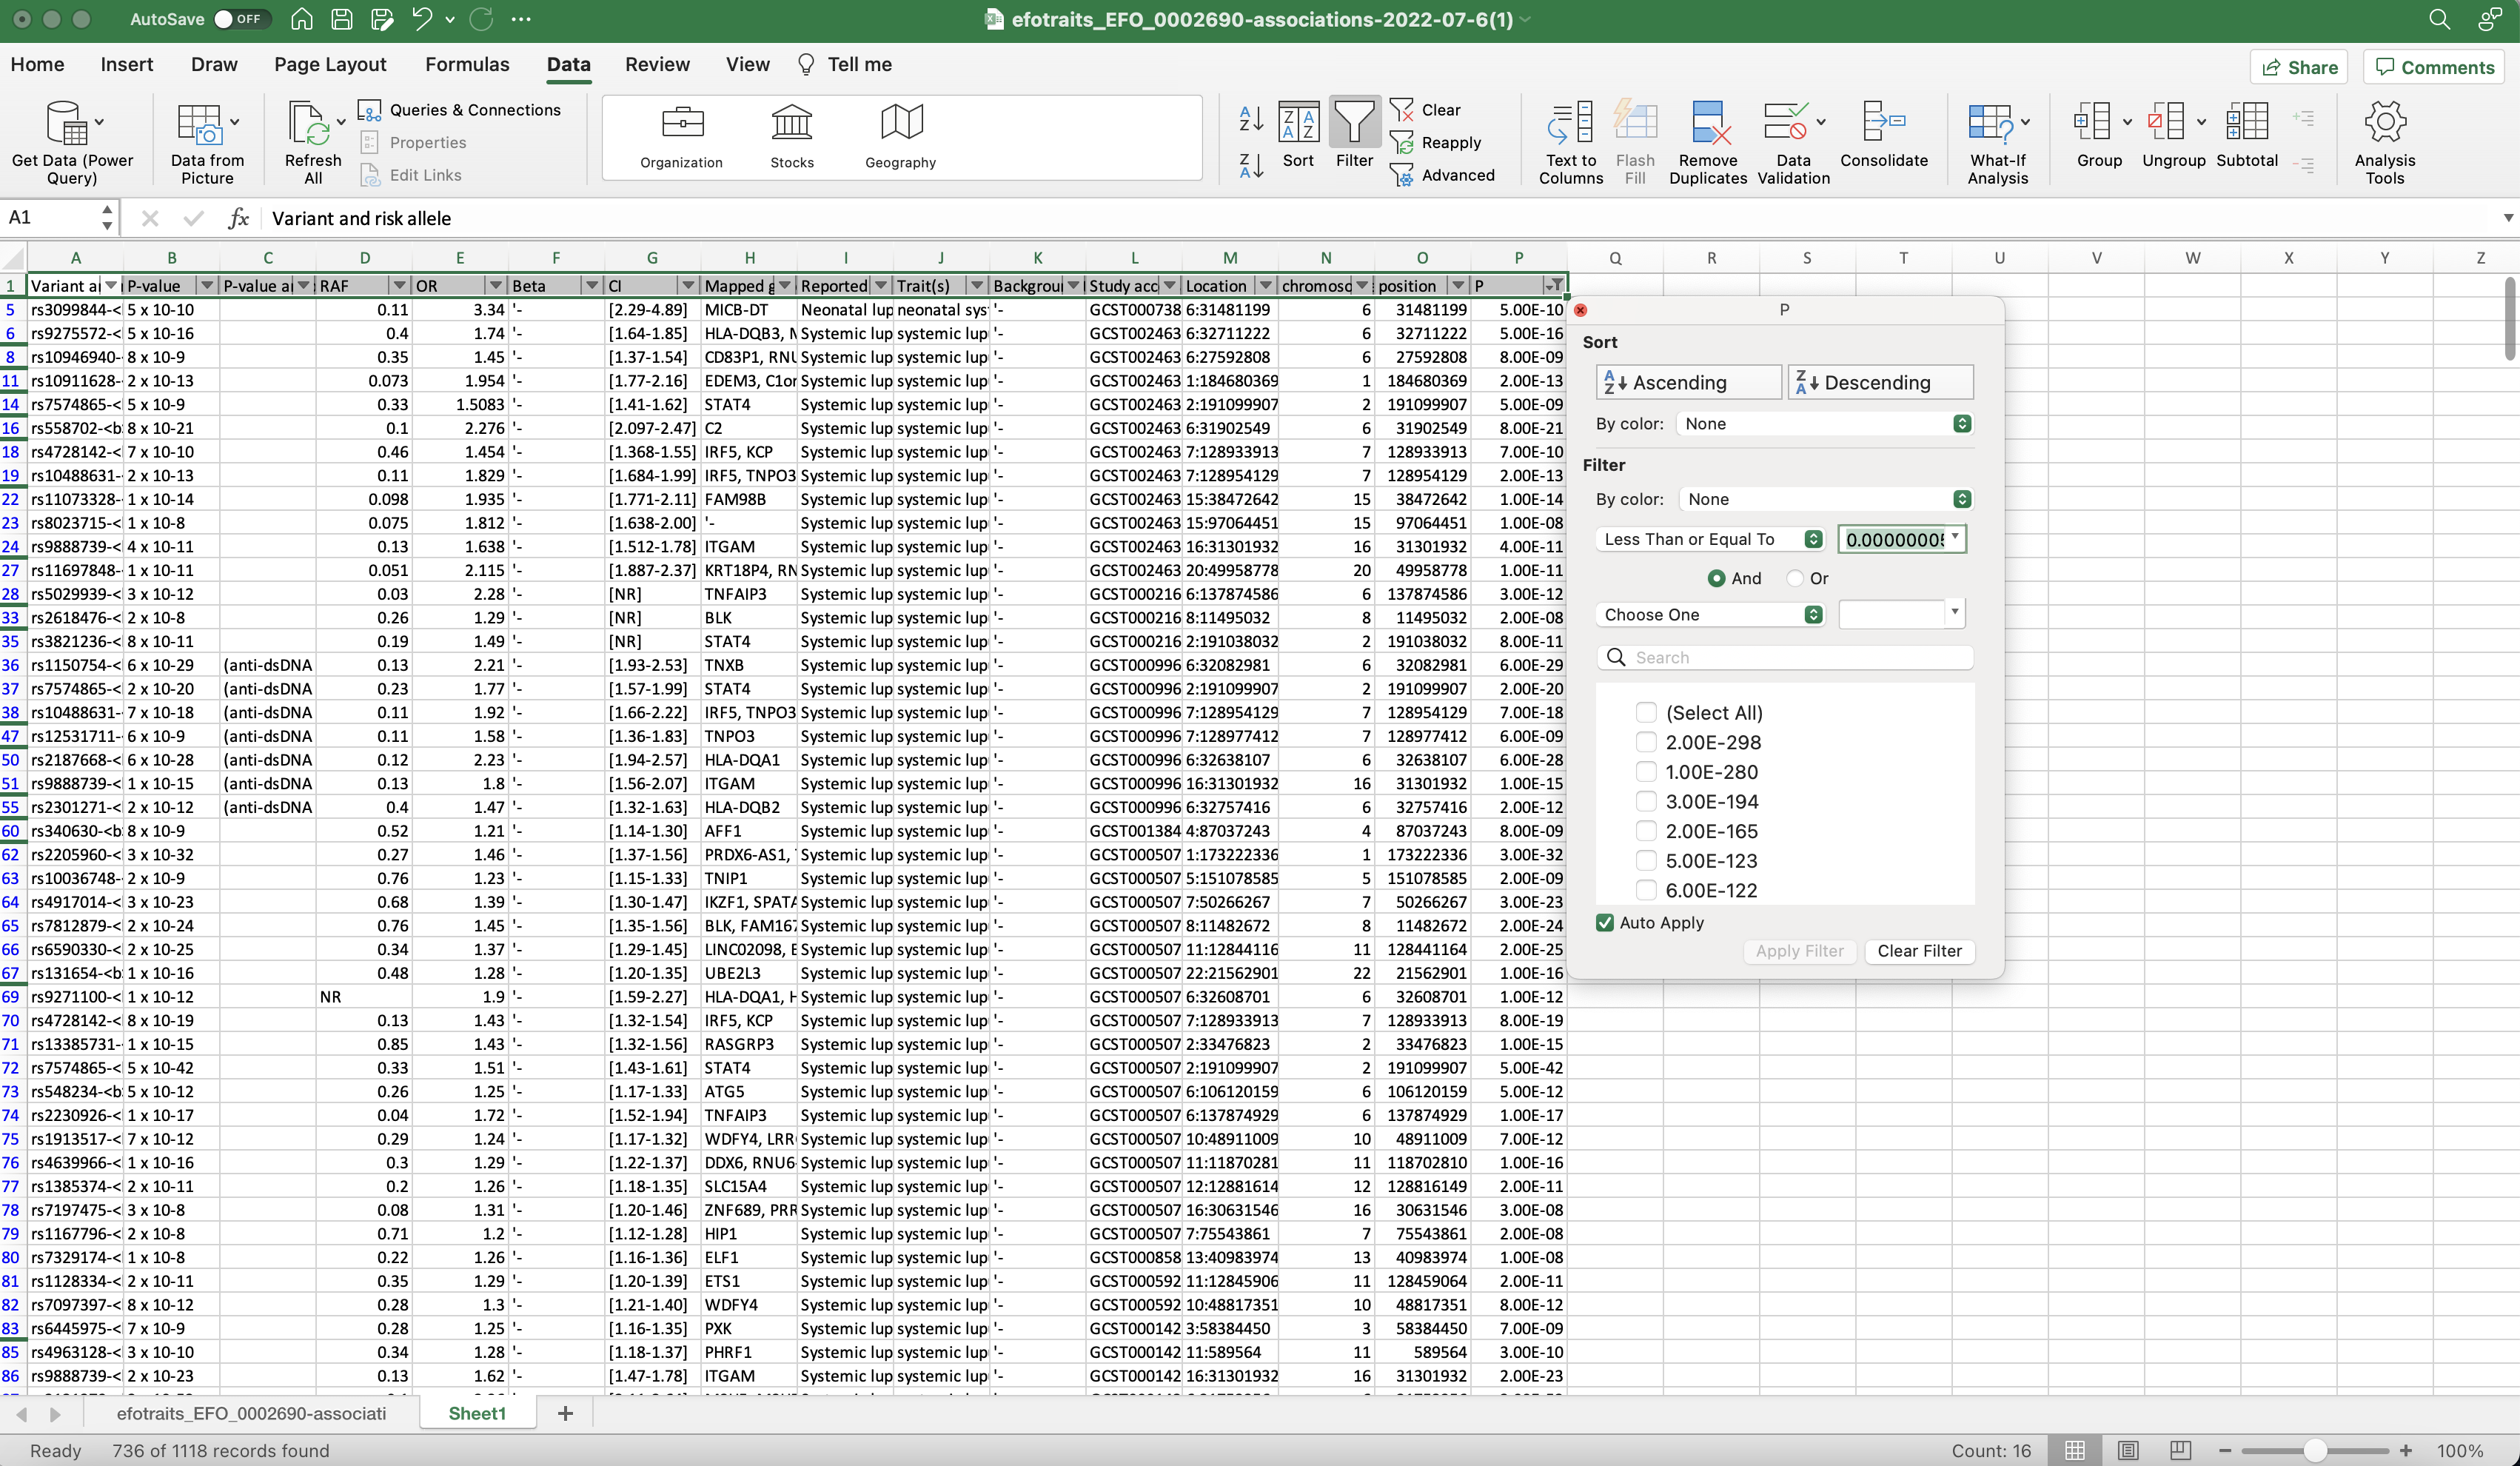 AutoSave OFF efotraits_EFO_0002690-associations-2022-07-6(1)
Home Insert Draw Page Layout Formulas Data Review View Tell me Share Comments
Get Data (Power Query) Data from Picture Refresh All Queries & Connections Properties Edit Links Organization Stocks Geography Sort Filter Clear Reapply Advanced Text to Columns Flash Fill Remove Duplicates Data Validation Consolidate What-If Analysis Group Ungroup Subtotal Analysis Tools
A1 fx Variant and risk allele
A B C D E F G H I J K L M N O P Q R S T U V W X Y Z
1 P-value RAF OR Beta CI Mapped Reported Trait(s) Study Location position P
5 rs3099844-< 5 x 10-10 0.11 3.34 '- [2.29-4.89] MICB-DT Neonatal lup neonatal sys '- GCST000738 6:31481199 6 31481199 5.00E-10
6 rs9275572-< 5 x 10-16 0.4 1.74 '- [1.64-1.85] HLA-DQB3, Systemic lup systemic lup '- GCST002463 6:32711222 6 32711222 5.00E-16
8 rs10946940- 8 x 10-9 0.35 1.45 '- [1.37-1.54] CD83P1, Systemic lup systemic lup '- GCST002463 6:27592808 6 27592808 8.00E-09
11 rs10911628- 2 x 10-13 0.073 1.954 '- [1.77-2.16] EDEM3, Systemic lup systemic lup '- GCST002463 1:184680369 1 184680369 2.00E-13
14 rs7574865-< 5 x 10-9 0.33 1.5083 '- [1.41-1.62] STAT4 Systemic lup systemic lup '- GCST002463 2:191099907 2 191099907 5.00E-09
16 rs558702-<b 8 x 10-21 0.1 2.276 '- [2.097-2.47] C2 Systemic lup systemic lup '- GCST002463 6:31902549 6 31902549 8.00E-21
18 rs4728142-< 7 x 10-10 0.46 1.454 '- [1.368-1.55] IRF5, KCP Systemic lup systemic lup '- GCST002463 7:128933913 7 128933913 7.00E-10
19 rs10488631- 2 x 10-13 0.11 1.829 '- [1.684-1.99] IRF5, TNPO3 Systemic lup systemic lup '- GCST002463 7:128954129 7 128954129 2.00E-13
22 rs11073328- 1 x 10-14 0.098 1.935 '- [1.771-2.11] FAM98B Systemic lup systemic lup '- GCST002463 15:38472642 15 38472642 1.00E-14
23 rs8023715-< 1 x 10-8 0.075 1.812 '- [1.638-2.00] '- Systemic lup systemic lup '- GCST002463 15:97064451 15 97064451 1.00E-08
24 rs9888739-< 4 x 10-11 0.13 1.638 '- [1.512-1.78] ITGAM Systemic lup systemic lup '- GCST002463 16:31301932 16 31301932 4.00E-11
27 rs11697848- 1 x 10-11 0.051 2.115 '- [1.887-2.37] KRT18P4, Systemic lup systemic lup '- GCST002463 20:49958778 20 49958778 1.00E-11
28 rs5029939-< 3 x 10-12 0.03 2.28 '- [NR] TNFAIP3 Systemic lup systemic lup '- GCST000216 6:137874586 6 137874586 3.00E-12
33 rs2618476-< 2 x 10-8 0.26 1.29 '- [NR] BLK Systemic lup systemic lup '- GCST000216 8:11495032 8 11495032 2.00E-08
35 rs3821236-< 8 x 10-11 0.19 1.49 '- [NR] STAT4 Systemic lup systemic lup '- GCST000216 2:191038032 2 191038032 8.00E-11
36 rs1150754-< 6 x 10-29 (anti-dsDNA 0.13 2.21 '- [1.93-2.53] TNXB Systemic lup systemic lup '- GCST000996 6:32082981 6 32082981 6.00E-29
37 rs7574865-< 2 x 10-20 (anti-dsDNA 0.23 1.77 '- [1.57-1.99] STAT4 Systemic lup systemic lup '- GCST000996 2:191099907 2 191099907 2.00E-20
38 rs10488631- 7 x 10-18 (anti-dsDNA 0.11 1.92 '- [1.66-2.22] IRF5, TNPO3 Systemic lup systemic lup '- GCST000996 7:128954129 7 128954129 7.00E-18
47 rs12531711- 6 x 10-9 (anti-dsDNA 0.11 1.58 '- [1.36-1.83] TNPO3 Systemic lup systemic lup '- GCST000996 7:128977412 7 128977412 6.00E-09
50 rs2187668-< 6 x 10-28 (anti-dsDNA 0.12 2.23 '- [1.94-2.57] HLA-DQA1 Systemic lup systemic lup '- GCST000996 6:32638107 6 32638107 6.00E-28
51 rs9888739-< 1 x 10-15 (anti-dsDNA 0.13 1.8 '- [1.56-2.07] ITGAM Systemic lup systemic lup '- GCST000996 16:31301932 16 31301932 1.00E-15
55 rs2301271-< 2 x 10-12 (anti-dsDNA 0.4 1.47 '- [1.32-1.63] HLA-DQB2 Systemic lup systemic lup '- GCST000996 6:32757416 6 32757416 2.00E-12
60 rs340630-<b 8 x 10-9 0.52 1.21 '- [1.14-1.30] AFF1 Systemic lup systemic lup '- GCST001384 4:87037243 4 87037243 8.00E-09
62 rs2205960-< 3 x 10-32 0.27 1.46 '- [1.37-1.56] PRDX6-AS1, Systemic lup systemic lup '- GCST000507 1:173222336 1 173222336 3.00E-32
63 rs10036748- 2 x 10-9 0.76 1.23 '- [1.15-1.33] TNIP1 Systemic lup systemic lup '- GCST000507 5:151078585 5 151078585 2.00E-09
64 rs4917014-< 3 x 10-23 0.68 1.39 '- [1.30-1.47] IKZF1, SPATA Systemic lup systemic lup '- GCST000507 7:50266267 7 50266267 3.00E-23
65 rs7812879-< 2 x 10-24 0.76 1.45 '- [1.35-1.56] BLK, FAM167 Systemic lup systemic lup '- GCST000507 8:11482672 8 11482672 2.00E-24
66 rs6590330-< 2 x 10-25 0.34 1.37 '- [1.29-1.45] LINC02098, Systemic lup systemic lup '- GCST000507 11:12844116 11 128441164 2.00E-25
67 rs131654-<b 1 x 10-16 0.48 1.28 '- [1.20-1.35] UBE2L3 Systemic lup systemic lup '- GCST000507 22:21562901 22 21562901 1.00E-16
69 rs9271100-< 1 x 10-12 NR 1.9 '- [1.59-2.27] HLA-DQA1, Systemic lup systemic lup '- GCST000507 6:32608701 6 32608701 1.00E-12
70 rs4728142-< 8 x 10-19 0.13 1.43 '- [1.32-1.54] IRF5, KCP Systemic lup systemic lup '- GCST000507 7:128933913 7 128933913 8.00E-19
71 rs13385731- 1 x 10-15 0.85 1.43 '- [1.32-1.56] RASGRP3 Systemic lup systemic lup '- GCST000507 2:33476823 2 33476823 1.00E-15
72 rs7574865-< 5 x 10-42 0.33 1.51 '- [1.43-1.61] STAT4 Systemic lup systemic lup '- GCST000507 2:191099907 2 191099907 5.00E-42
73 rs548234-<b 5 x 10-12 0.26 1.25 '- [1.17-1.33] ATG5 Systemic lup systemic lup '- GCST000507 6:106120159 6 106120159 5.00E-12
74 rs2230926-< 1 x 10-17 0.04 1.72 '- [1.52-1.94] TNFAIP3 Systemic lup systemic lup '- GCST000507 6:137874929 6 137874929 1.00E-17
75 rs1913517-< 7 x 10-12 0.29 1.24 '- [1.17-1.32] WDFY4, LRR Systemic lup systemic lup '- GCST000507 10:48911009 10 48911009 7.00E-12
76 rs4639966-< 1 x 10-16 0.3 1.29 '- [1.22-1.37] DDX6, RNU6- Systemic lup systemic lup '- GCST000507 11:11870281 11 118702810 1.00E-16
77 rs1385374-< 2 x 10-11 0.2 1.26 '- [1.18-1.35] SLC15A4 Systemic lup systemic lup '- GCST000507 12:12881614 12 128816149 2.00E-11
78 rs7197475-< 3 x 10-8 0.08 1.31 '- [1.20-1.46] ZNF689, PRR Systemic lup systemic lup '- GCST000507 16:30631546 16 30631546 3.00E-08
79 rs1167796-< 2 x 10-8 0.71 1.2 '- [1.12-1.28] HIP1 Systemic lup systemic lup '- GCST000507 7:75543861 7 75543861 2.00E-08
80 rs7329174-< 1 x 10-8 0.22 1.26 '- [1.16-1.36] ELF1 Systemic lup systemic lup '- GCST000858 13:40983974 13 40983974 1.00E-08
81 rs1128334-< 2 x 10-11 0.35 1.29 '- [1.20-1.39] ETS1 Systemic lup systemic lup '- GCST000592 11:12845906 11 128459064 2.00E-11
82 rs7097397-< 8 x 10-12 0.28 1.3 '- [1.21-1.40] WDFY4 Systemic lup systemic lup '- GCST000592 10:48817351 10 48817351 8.00E-12
83 rs6445975-< 7 x 10-9 0.28 1.25 '- [1.16-1.35] PXK Systemic lup systemic lup '- GCST000142 3:58384450 3 58384450 7.00E-09
85 rs4963128-< 3 x 10-10 0.34 1.28 '- [1.18-1.37] PHRF1 Systemic lup systemic lup '- GCST000142 11:589564 11 589564 3.00E-10
86 rs9888739-< 2 x 10-23 0.13 1.62 '- [1.47-1.78] ITGAM Systemic lup systemic lup '- GCST000142 16:31301932 16 31301932 2.00E-23
P
Sort
Ascending Descending
By color: None
Filter
By color: None
Less Than or Equal To 0.00000005
And Or
Choose One
Search
(Select All)
2.00E-298
1.00E-280
3.00E-194
2.00E-165
5.00E-123
6.00E-122
Auto Apply
Apply Filter Clear Filter
efotraits_EFO_0002690-associati Sheet1 +
Ready 736 of 1118 records found Count: 16 100%